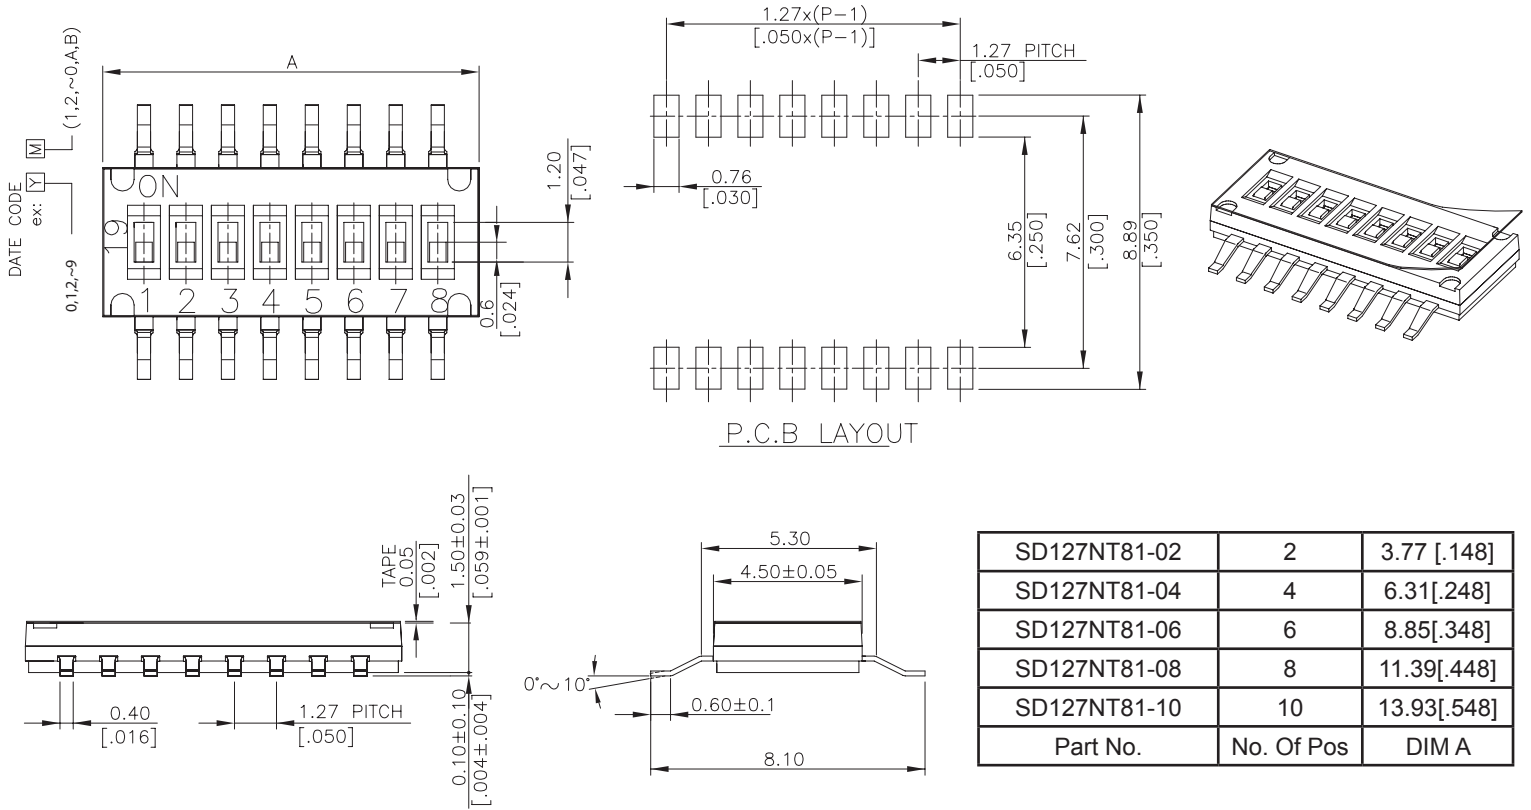 DATE CODE
ex: Y M
(1,2,~0,A,B)
0,1,2,~9
A
ON
19
1 2 3 4 5 6 7 8
1.20
[.047]
0.6
[.024]
1.27x(P-1)
[.050x(P-1)]
1.27 PITCH
[.050]
0.76
[.030]
6.35
[.250]
7.62
[.300]
8.89
[.350]
P.C.B LAYOUT
TAPE
0.05
[.002]
1.50±0.03
[.059±.001]
0.40
[.016]
1.27 PITCH
[.050]
0.10±0.10
[.004±.004]
5.30
4.50±0.05
0°~10°
0.60±0.1
8.10
SD127NT81-02 2 3.77 [.148]
SD127NT81-04 4 6.31[.248]
SD127NT81-06 6 8.85[.348]
SD127NT81-08 8 11.39[.448]
SD127NT81-10 10 13.93[.548]
Part No. No. Of Pos DIM A